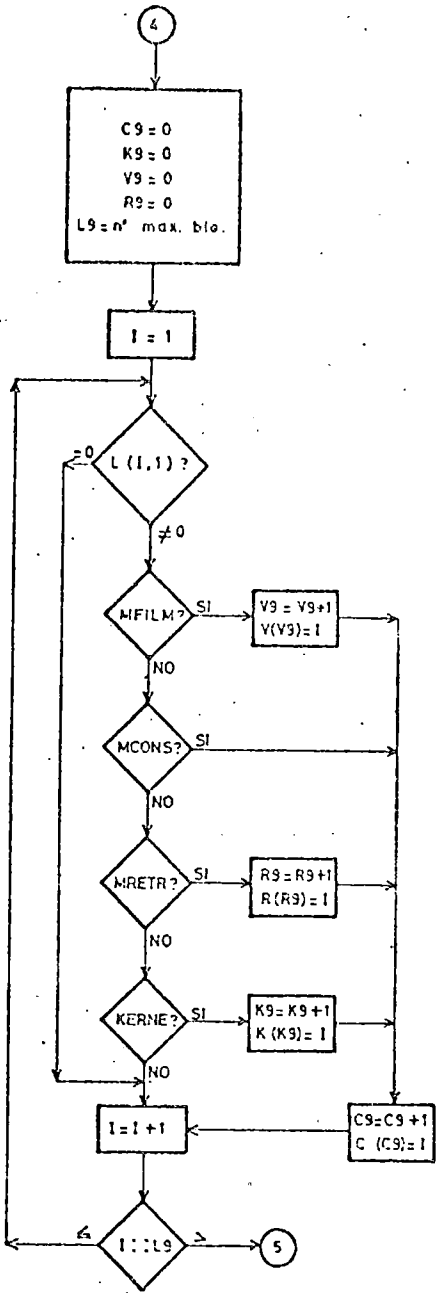 4
C9 = 0
K9 = 0
V9 = 0
R9 = 0
L9 = nº max. blo.
I = 1
L (I,1) ?
= 0
≠ 0
MFILM?
SI
V9 = V9+1
V(V9) = I
NO
MCONS?
SI
NO
MRETR?
SI
R9 = R9+1
R(R9) = I
NO
KERNE?
SI
K9 = K9+1
K (K9) = I
NO
I = I + 1
C9 = C9 + 1
C (C9) = I
≤
I : : L9
>
5